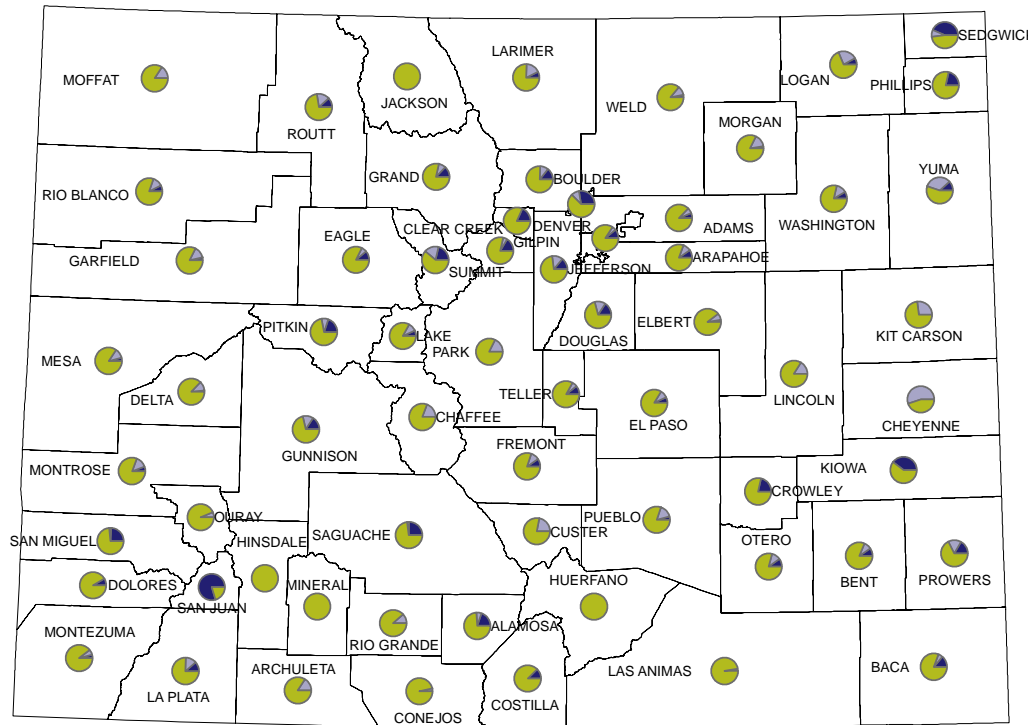 SEDGWICK
LARIMER
MOFFAT
LOGAN
PHILLIPS
JACKSON
WELD
ROUTT
MORGAN
GRAND
BOULDER
RIO BLANCO
YUMA
WASHINGTON
CLEAR CREEK
DENVER
ADAMS
EAGLE
GILPIN
GARFIELD
SUMMIT
JEFFERSON
ARAPAHOE
PITKIN
LAKE
ELBERT
DOUGLAS
KIT CARSON
PARK
MESA
TELLER
LINCOLN
DELTA
CHAFFEE
EL PASO
CHEYENNE
FREMONT
GUNNISON
MONTROSE
KIOWA
CROWLEY
OURAY
PUEBLO
CUSTER
SAGUACHE
SAN MIGUEL
HINSDALE
OTERO
BENT
PROWERS
DOLORES
MINERAL
HUERFANO
SAN JUAN
ALAMOSA
MONTEZUMA
RIO GRANDE
ARCHULETA
LAS ANIMAS
BACA
LA PLATA
COSTILLA
CONEJOS